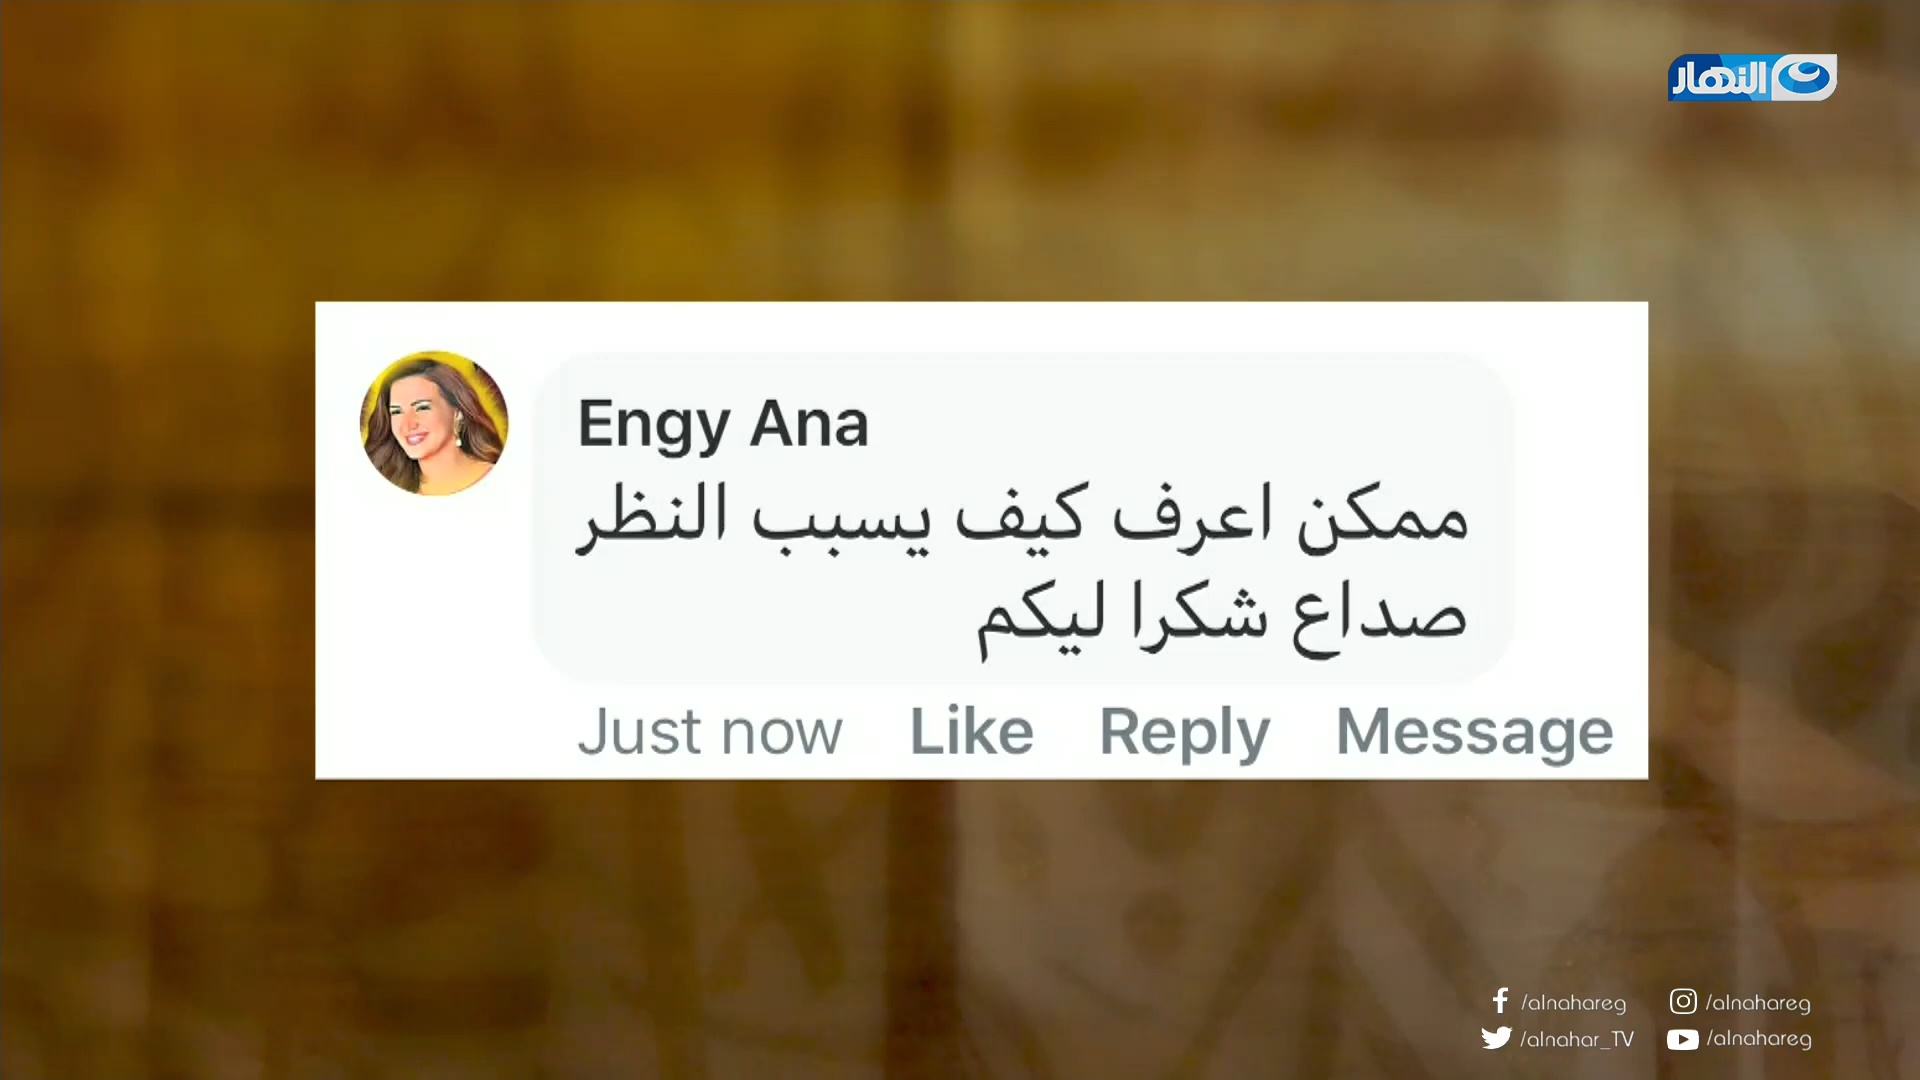 النهار
Engy Ana
ممكن اعرف كيف يسبب النظر
صداع شكرا ليكم
Just now Like Reply Message
/alnahareg /alnahareg
/alnahar_TV /alnahareg